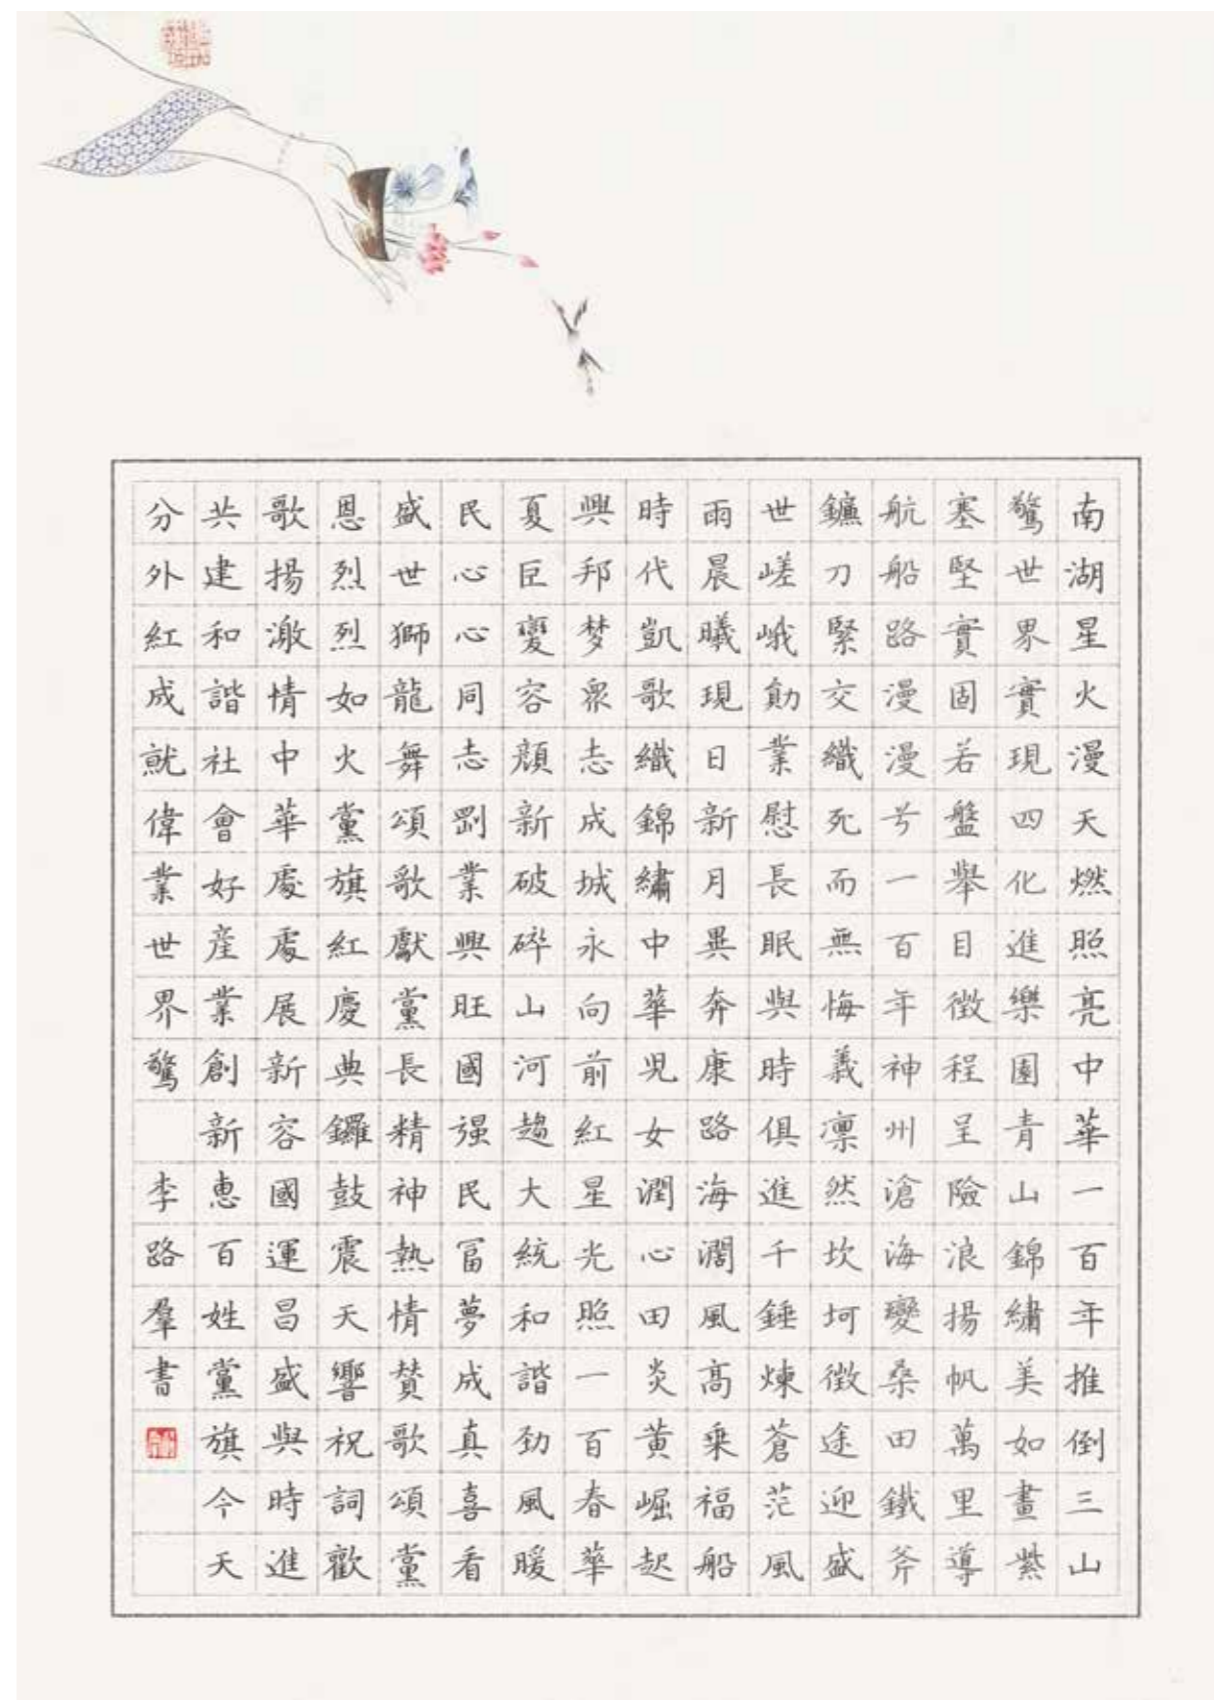 南湖星火漫天燃照亮中華一百年推倒三山
驚世界實現四化進樂園青山錦繡美如畫紫
塞堅實固若盤舉目徵程呈險浪揚帆萬里導
航船路漫漫兮一百年神州滄海變桑田鐵斧
鐮刀緊交織死而無悔義凛然坎坷徵途迎盛
世嵯峨勛業慰長眠與時俱進千錘煉蒼茫風
雨晨曦現日新月異奔康路海濶風高乘福船
時代凱歌織錦繡中華児女潤心田炎黄崛起
興邦梦衆志成城永向前紅星光照一百春華
夏巨變容顔新破碎山河趨大統和諧勁風暖
民心心同志劉業興旺國强民富夢成真喜看
盛世獅龍舞頌歌獻黨長精神熱情賛歌頌黨
恩烈烈如火黨旗紅慶典鑼鼓震天響祝詞歡
歌揚激情中華處處展新容國運昌盛與時進
共建和諧社會好産業創新惠百姓黨旗今天
分外紅成就偉業世界驚 李路羣書